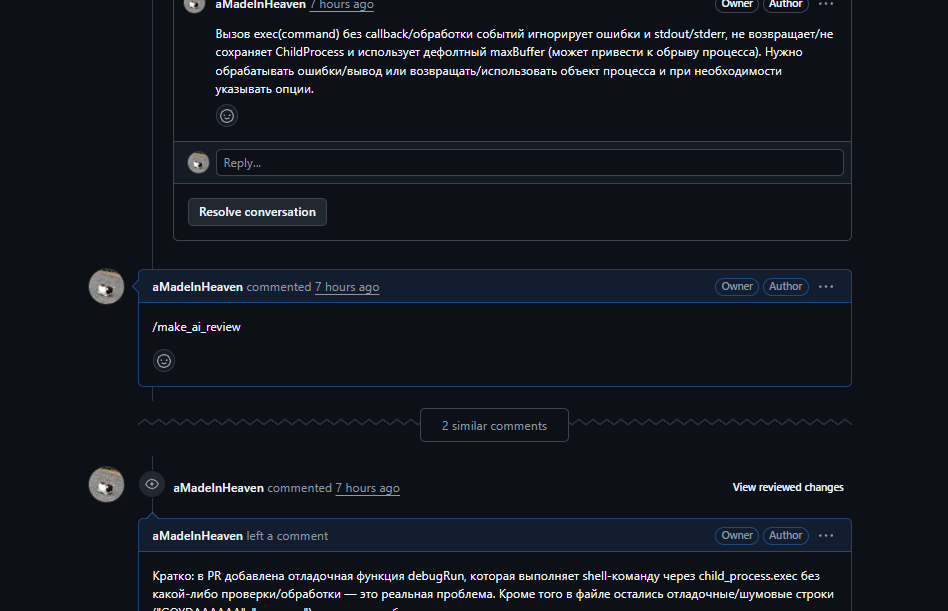 aMadeInHeaven 7 hours ago Owner Author ...
Вызов exec(command) без callback/обработки событий игнорирует ошибки и stdout/stderr, не возвращает/не
сохраняет ChildProcess и использует дефолтный maxBuffer (может привести к обрыву процесса). Нужно
обрабатывать ошибки/вывод или возвращать/использовать объект процесса и при необходимости
указывать опции.
Reply...
Resolve conversation
aMadeInHeaven commented 7 hours ago Owner Author ...
/make_ai_review
2 similar comments
aMadeInHeaven commented 7 hours ago View reviewed changes
aMadeInHeaven left a comment Owner Author ...
Кратко: в PR добавлена отладочная функция debugRun, которая выполняет shell-команду через child_process.exec без
какой-либо проверки/обработки — это реальная проблема. Кроме того в файле остались отладочные/шумовые строки